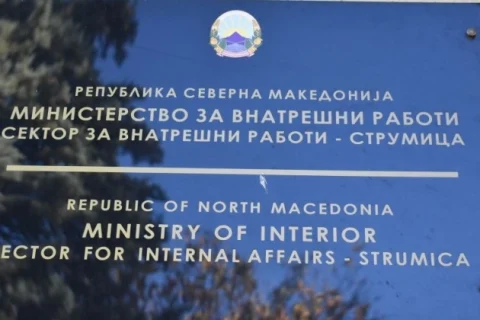 РЕПУБЛИКА СЕВЕРНА МАКЕДОНИЈА
МИНИСТЕРСТВО ЗА ВНАТРЕШНИ РАБОТИ
СЕКТОР ЗА ВНАТРЕШНИ РАБОТИ - СТРУМИЦА
REPUBLIC OF NORTH MACEDONIA
MINISTRY OF INTERIOR
ECTOR FOR INTERNAL AFFAIRS - STRUMICA